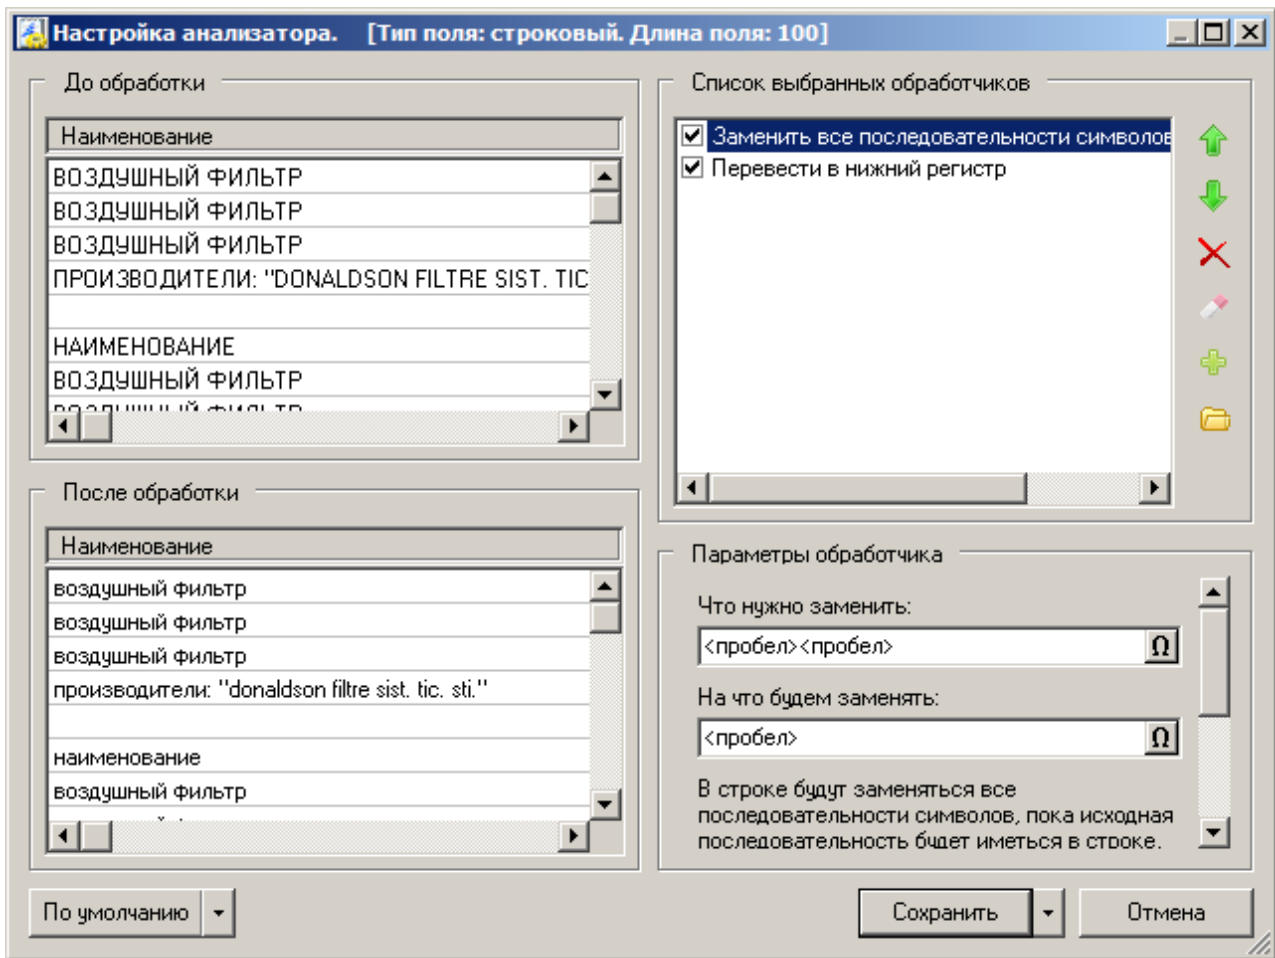 Настройка анализатора. [Тип поля: строковый. Длина поля: 100]
До обработки
Наименование
ВОЗДУШНЫЙ ФИЛЬТР
ВОЗДУШНЫЙ ФИЛЬТР
ВОЗДУШНЫЙ ФИЛЬТР
ПРОИЗВОДИТЕЛИ: "DONALDSON FILTRE SIST. TIC
НАИМЕНОВАНИЕ
ВОЗДУШНЫЙ ФИЛЬТР
ВОЗДУШНЫЙ ФИЛЬТР
После обработки
Наименование
воздушный фильтр
воздушный фильтр
воздушный фильтр
производители: "donaldson filtre sist. tic. sti."
наименование
воздушный фильтр
Список выбранных обработчиков
Заменить все последовательности символов
Перевести в нижний регистр
Параметры обработчика
Что нужно заменить:
<пробел><пробел>
Ω
На что будем заменять:
<пробел>
Ω
В строке будут заменяться все
последовательности символов, пока исходная
последовательность будет иметься в строке.
По умолчанию
Сохранить
Отмена